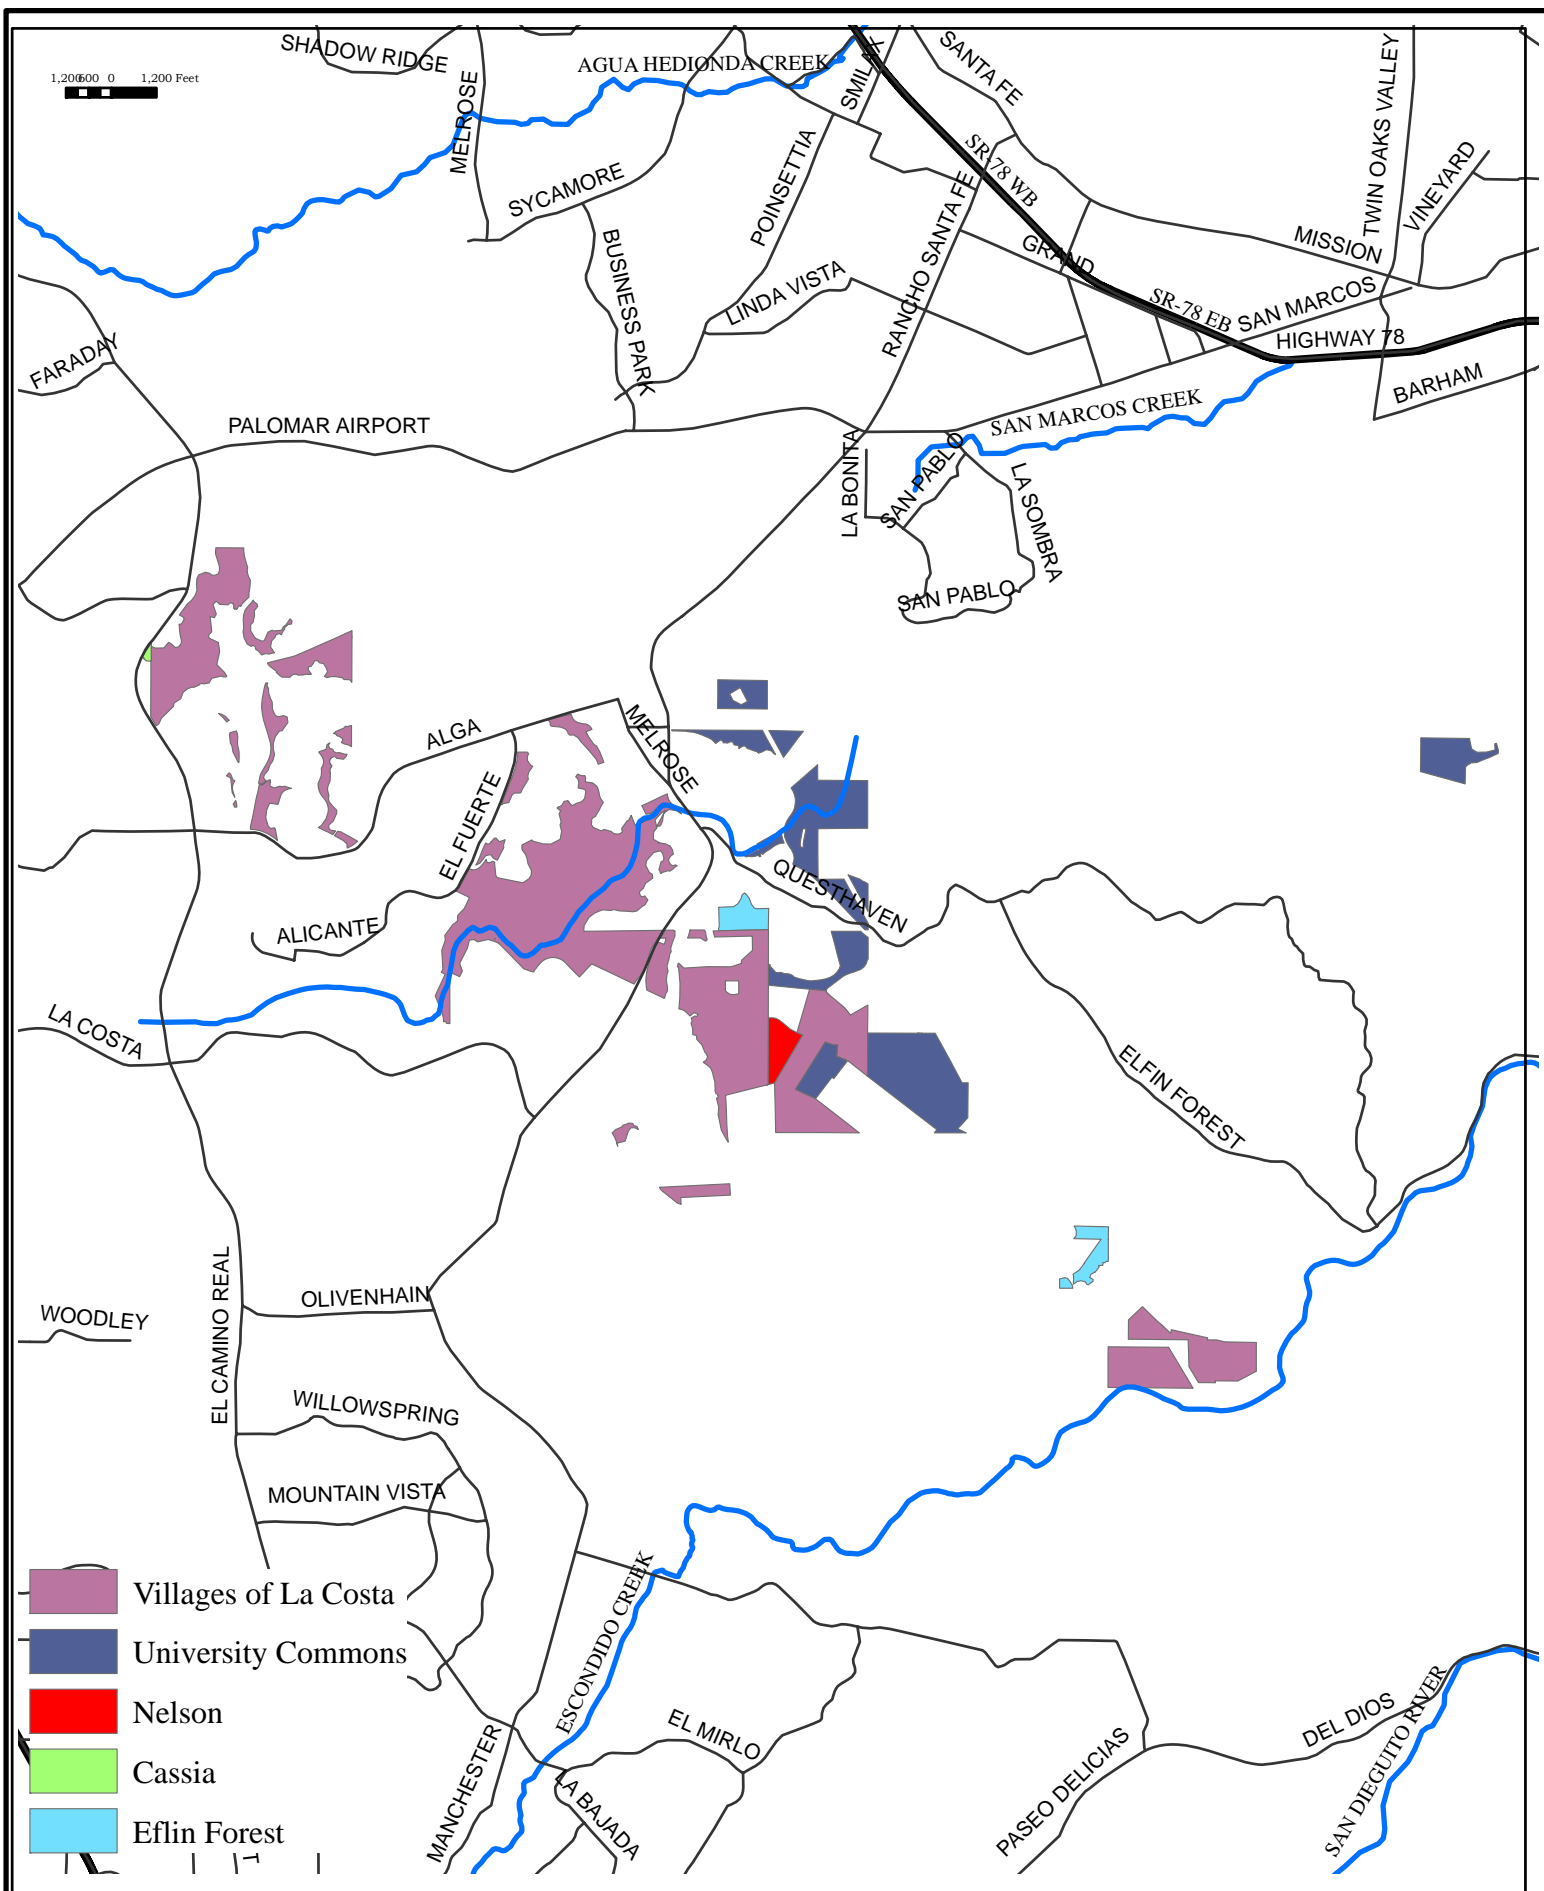 SHADOW RIDGE
AGUA HEDIONDA CREEK
SMILAX
SANTA FE
TWIN OAKS VALLEY
1,200 600 0 1,200 Feet
MELROSE
SR-78 WB
VINEYARD
POINSETTIA
SYCAMORE
RANCHO SANTA FE
BUSINESS PARK
GRAND
MISSION
LINDA VISTA
SR-78 EB
SAN MARCOS
HIGHWAY 78
FARADAY
BARHAM
SAN MARCOS CREEK
PALOMAR AIRPORT
LA BONITA
SAN PABLO
LA SOMBRA
SAN PABLO
ALGA
MELROSE
EL FUERTE
QUESTHAVEN
ALICANTE
LA COSTA
ELFIN FOREST
OLIVENHAIN
WOODLEY
EL CAMINO REAL
WILLOWSPRING
MOUNTAIN VISTA
Villages of La Costa
University Commons
Nelson
Cassia
Eflin Forest
ESCONDIDO CREEK
EL MIRLO
DEL DIOS
SAN DIEGUITO RIVER
PASEO DELICIAS
MANCHESTER
LA BAJADA
T